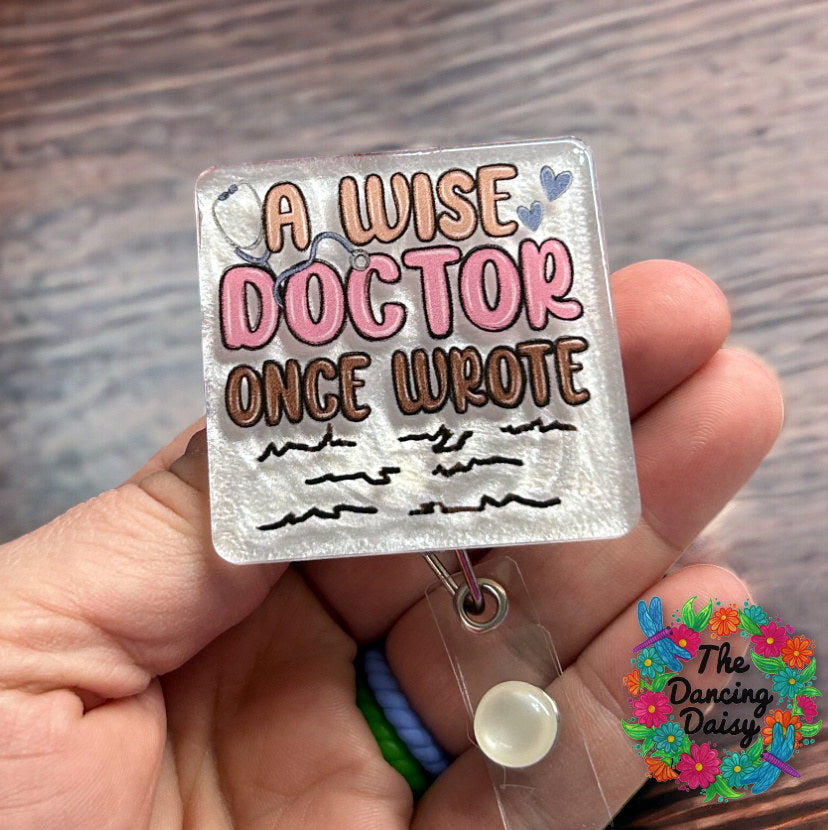 A WISE
DOCTOR
ONCE WROTE
The
Dancing
Daisy